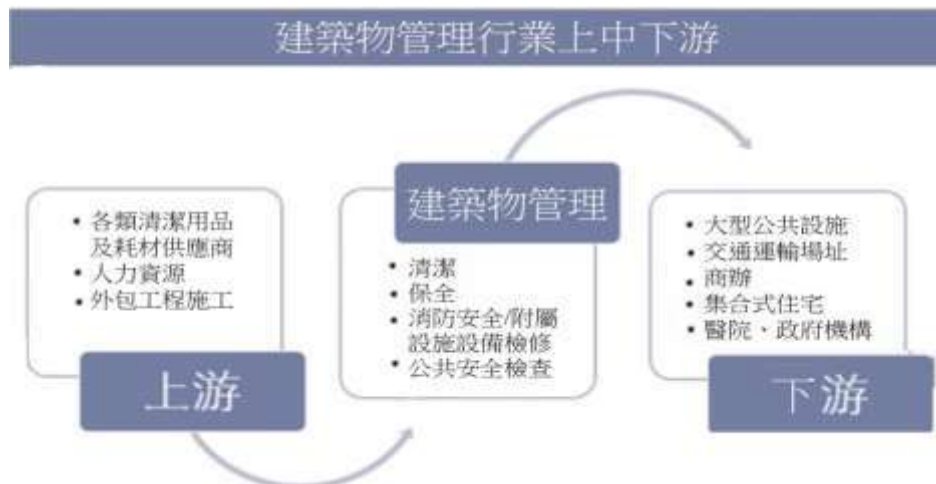 建築物管理行業上中下游
• 各類清潔用品
及耗材供應商
• 人力資源
• 外包工程施工
上游
建築物管理
• 清潔
• 保全
• 消防安全/附屬
設施設備檢修
• 公共安全檢查
• 大型公共設施
• 交通運輸場址
• 商辦
• 集合式住宅
• 醫院、政府機構
下游